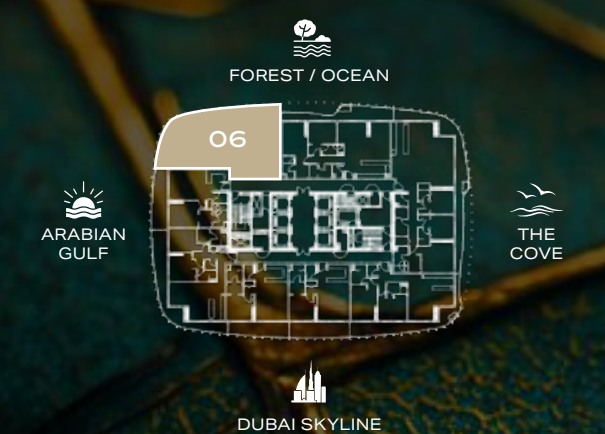 FOREST / OCEAN
06
ARABIAN
GULF
THE
COVE
DUBAI SKYLINE